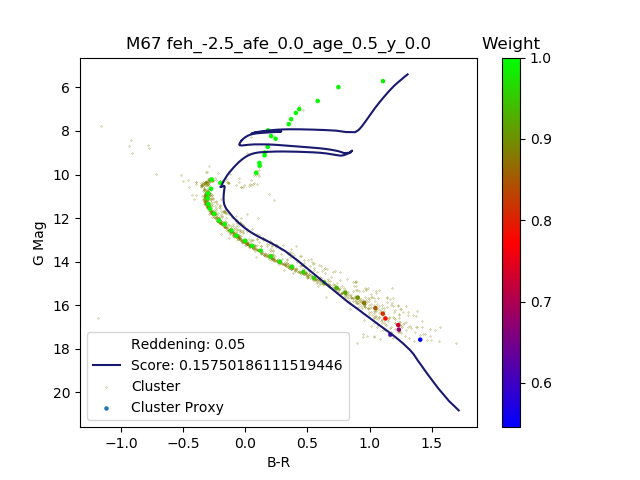 M67 feh_-2.5_afe_0.0_age_0.5_y_0.0
Weight
G Mag
6
8
10
12
14
16
18
20
1.0
0.9
0.8
0.7
0.6
Reddening: 0.05
Score: 0.15750186111519446
Cluster
Cluster Proxy
−1.0
−0.5
0.0
0.5
1.0
1.5
B-R